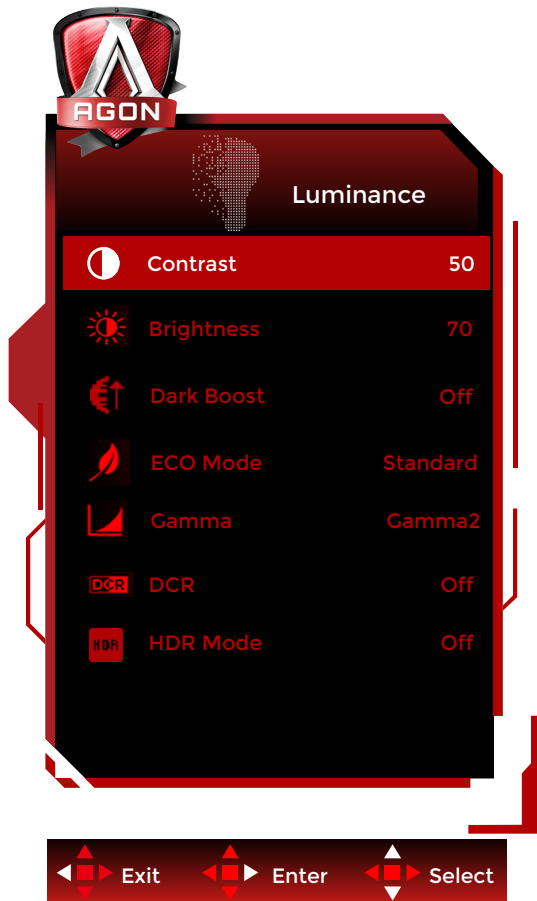 AGON
Luminance
Contrast 50
Brightness 70
Dark Boost Off
ECO Mode Standard
Gamma Gamma2
DCR DCR Off
HDR HDR Mode Off
Exit Enter Select